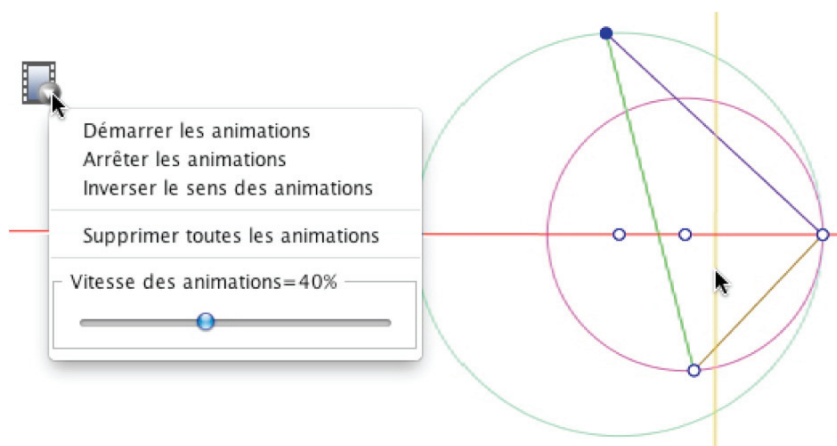 Démarrer les animations
Arrêter les animations
Inverser le sens des animations
Supprimer toutes les animations
Vitesse des animations=40%